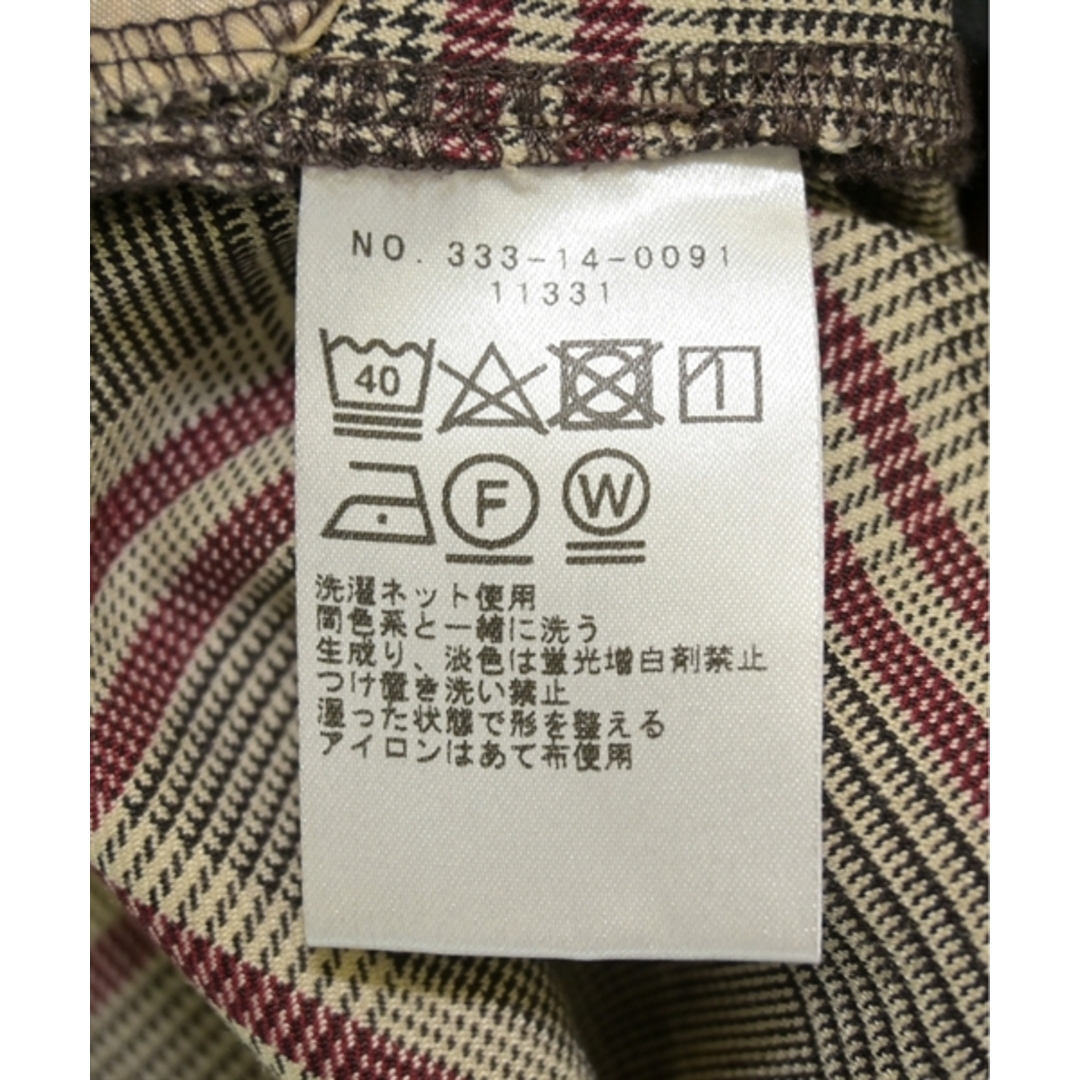 NO. 333-14-0091
11331
40
F W
洗濯ネット使用
同色系と一緒に洗う
生成り、淡色は蛍光増白剤禁止
つけ置き洗い禁止
湿った状態で形を整える
アイロンはあて布使用